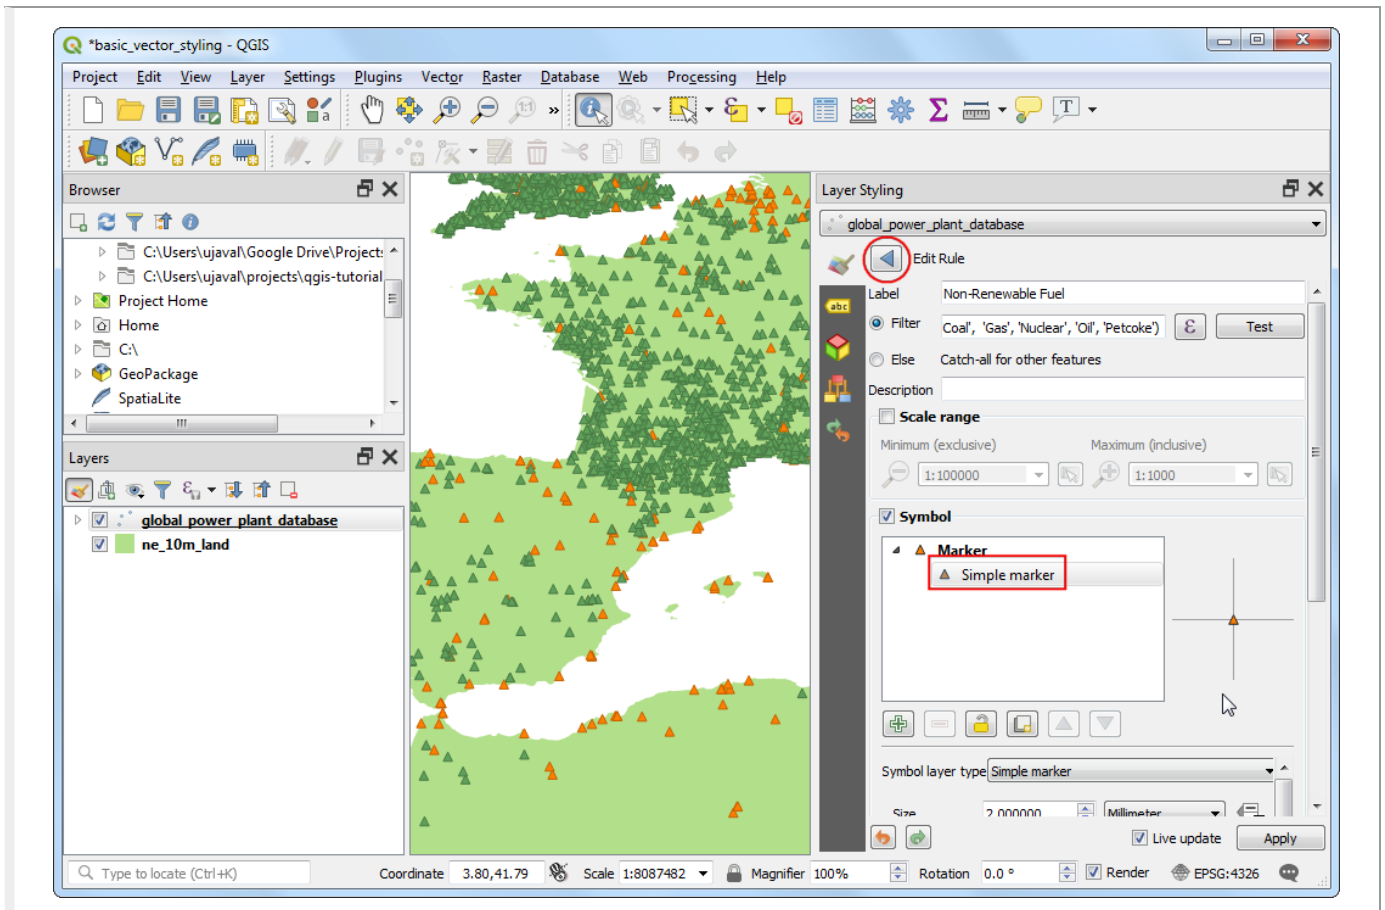 *basic_vector_styling - QGIS
Project Edit View Layer Settings Plugins Vector Raster Database Web Processing Help
Browser
C:\Users\ujaval\Google Drive\Project
C:\Users\ujaval\projects\qgis-tutorial
Project Home
Home
C:\
GeoPackage
SpatiaLite
Layers
global_power_plant_database
ne_10m_land
Layer Styling
global_power_plant_database
Edit Rule
abc
Label Non-Renewable Fuel
Filter Coal', 'Gas', 'Nuclear', 'Oil', 'Petcoke') ε Test
Else Catch-all for other features
Description
Scale range
Minimum (exclusive) Maximum (inclusive)
1:100000 1:1000
Symbol
Marker
Simple marker
Symbol layer type Simple marker
Size 2.000000 Millimeter
Live update Apply
Type to locate (Ctrl+K) Coordinate 3.80,41.79 Scale 1:8087482 Magnifier 100% Rotation 0.0 ° Render EPSG:4326